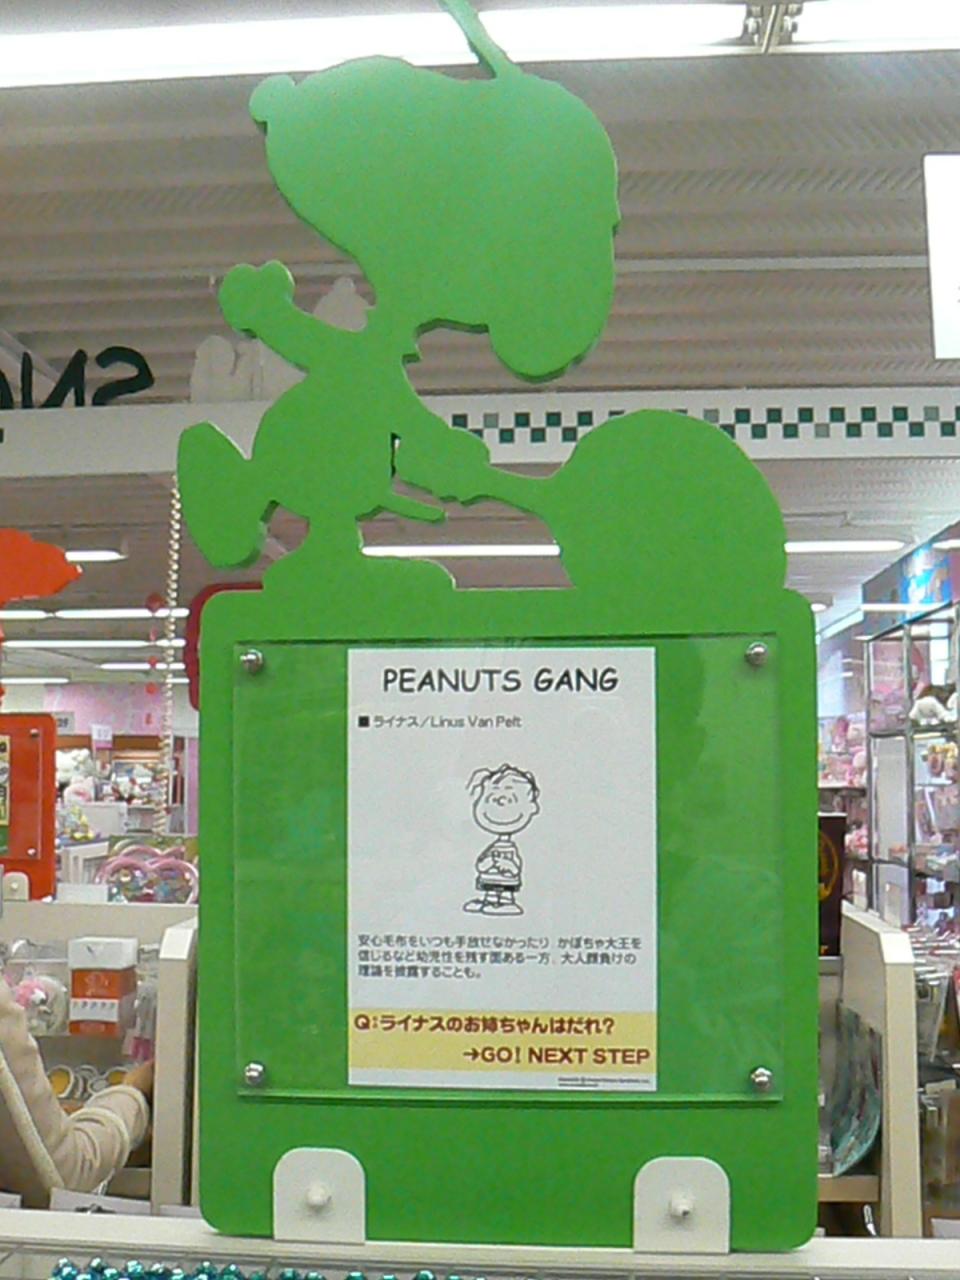 PEANUTS GANG
■ ライナス/Linus Van Pelt
安心毛布をいつも手放せなかったり、かぼちゃ大王を
信じるなど幼児性を残す面ある一方、大人顔負けの
理論を披露することも。
Q:ライナスのお姉ちゃんはだれ?
→GO! NEXT STEP